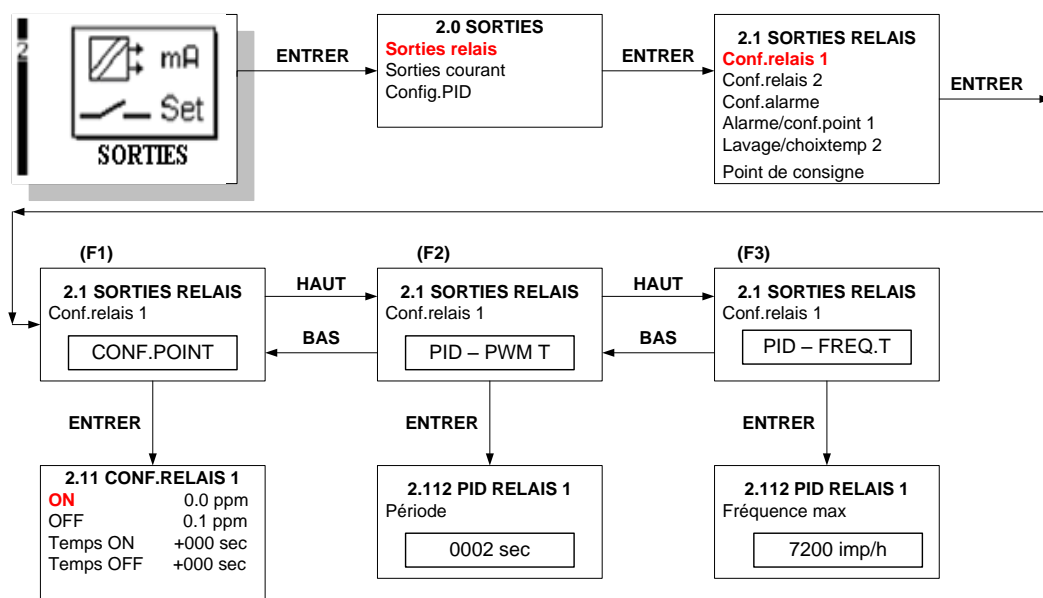 2
mA
Set
SORTIES
ENTRER
2.0 SORTIES
Sorties relais
Sorties courant
Config.PID
ENTRER
2.1 SORTIES RELAIS
Conf.relais 1
Conf.relais 2
Conf.alarme
Alarme/conf.point 1
Lavage/choixtemp 2
Point de consigne
ENTRER
(F1)
2.1 SORTIES RELAIS
Conf.relais 1
CONF.POINT
HAUT
BAS
(F2)
2.1 SORTIES RELAIS
Conf.relais 1
PID – PWM T
HAUT
BAS
(F3)
2.1 SORTIES RELAIS
Conf.relais 1
PID – FREQ.T
ENTRER
ENTRER
ENTRER
2.11 CONF.RELAIS 1
ON 0.0 ppm
OFF 0.1 ppm
Temps ON +000 sec
Temps OFF +000 sec
2.112 PID RELAIS 1
Période
0002 sec
2.112 PID RELAIS 1
Fréquence max
7200 imp/h